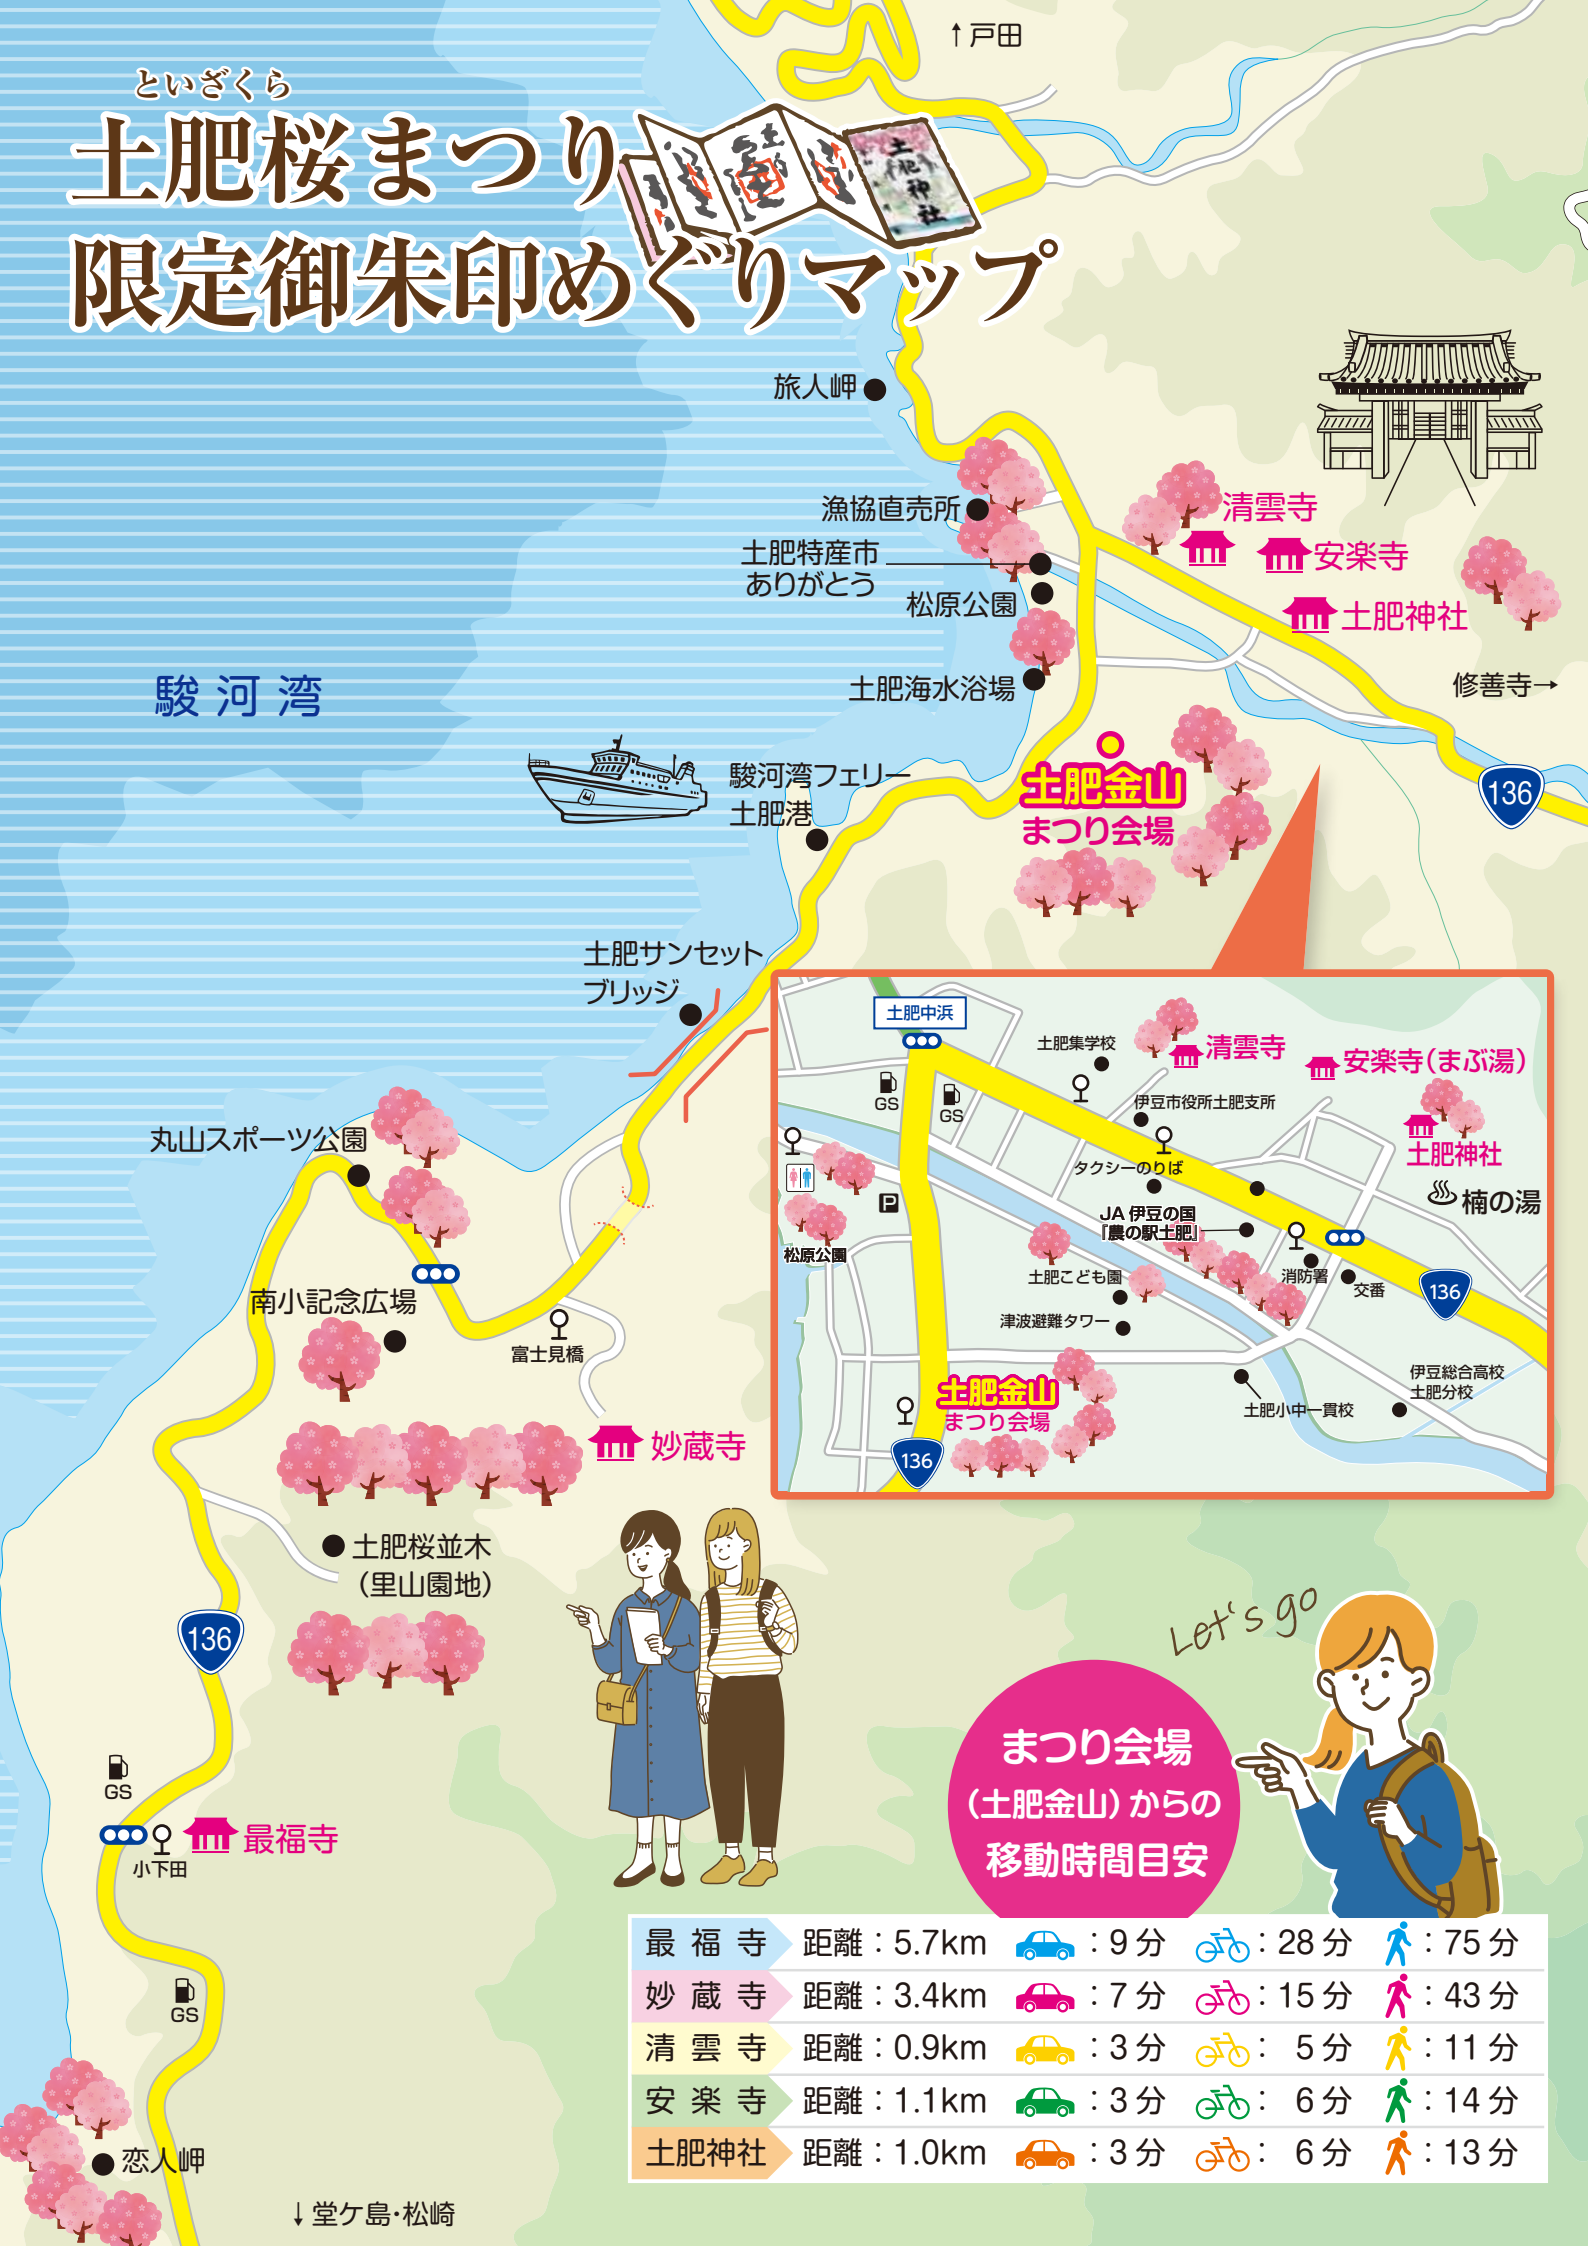 ↑戸田
といざくら
土肥桜まつり
土肥神社
限定御朱印めぐりマップ
旅人岬
漁協直売所
清雲寺
土肥特産市
ありがとう
安楽寺
松原公園
土肥神社
土肥海水浴場
修善寺→
駿河湾
駿河湾フェリー
土肥港
土肥金山
まつり会場
136
土肥サンセット
ブリッジ
土肥中浜
土肥集学校
清雲寺
安楽寺(まぶ湯)
GS
GS
伊豆市役所土肥支所
土肥神社
タクシーのりば
楠の湯
P
JA 伊豆の国
『農の駅土肥』
松原公園
土肥こども園
消防署
交番
136
津波避難タワー
伊豆総合高校
土肥分校
土肥金山
まつり会場
土肥小中一貫校
136
丸山スポーツ公園
南小記念広場
富士見橋
妙蔵寺
土肥桜並木
(里山園地)
136
GS
最福寺
小下田
GS
恋人岬
↓堂ケ島・松崎
Let's go
まつり会場
(土肥金山)からの
移動時間目安
最福寺 距離:5.7km :9分 :28分 :75分
妙蔵寺 距離:3.4km :7分 :15分 :43分
清雲寺 距離:0.9km :3分 :5分 :11分
安楽寺 距離:1.1km :3分 :6分 :14分
土肥神社 距離:1.0km :3分 :6分 :13分